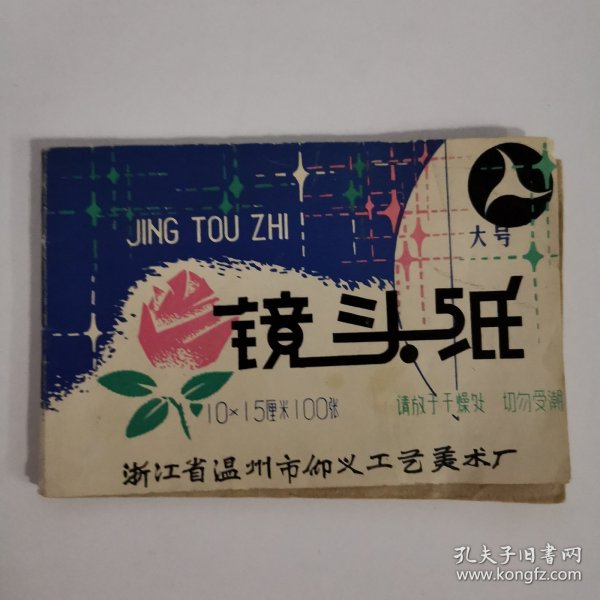 JING TOU ZHI
大号
镜头纸
10×15厘米100张
请放于干燥处 切勿受潮
浙江省温州市仰义工艺美术厂
孔夫子旧书网
www.kongfz.com